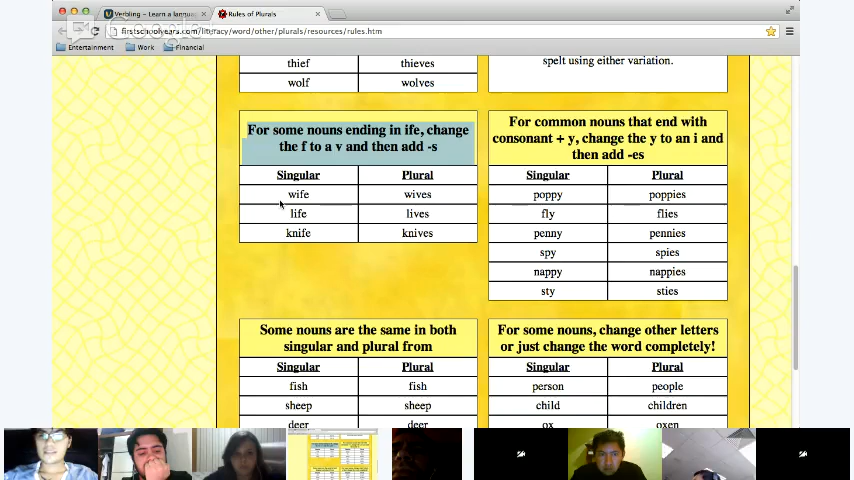 Verbling – Learn a langua
Rules of Plurals
firstschoolyears.com/literacy/word/other/plurals/resources/rules.htm
Entertainment Work Financial
thief thieves
wolf wolves
spelt using either variation.
For some nouns ending in ife, change
the f to a v and then add -s
Singular Plural
wife wives
life lives
knife knives
For common nouns that end with
consonant + y, change the y to an i and
then add -es
Singular Plural
poppy poppies
fly flies
penny pennies
spy spies
nappy nappies
sty sties
Some nouns are the same in both
singular and plural from
Singular Plural
fish fish
sheep sheep
deer deer
For some nouns, change other letters
or just change the word completely!
Singular Plural
person people
child children
ox oxen